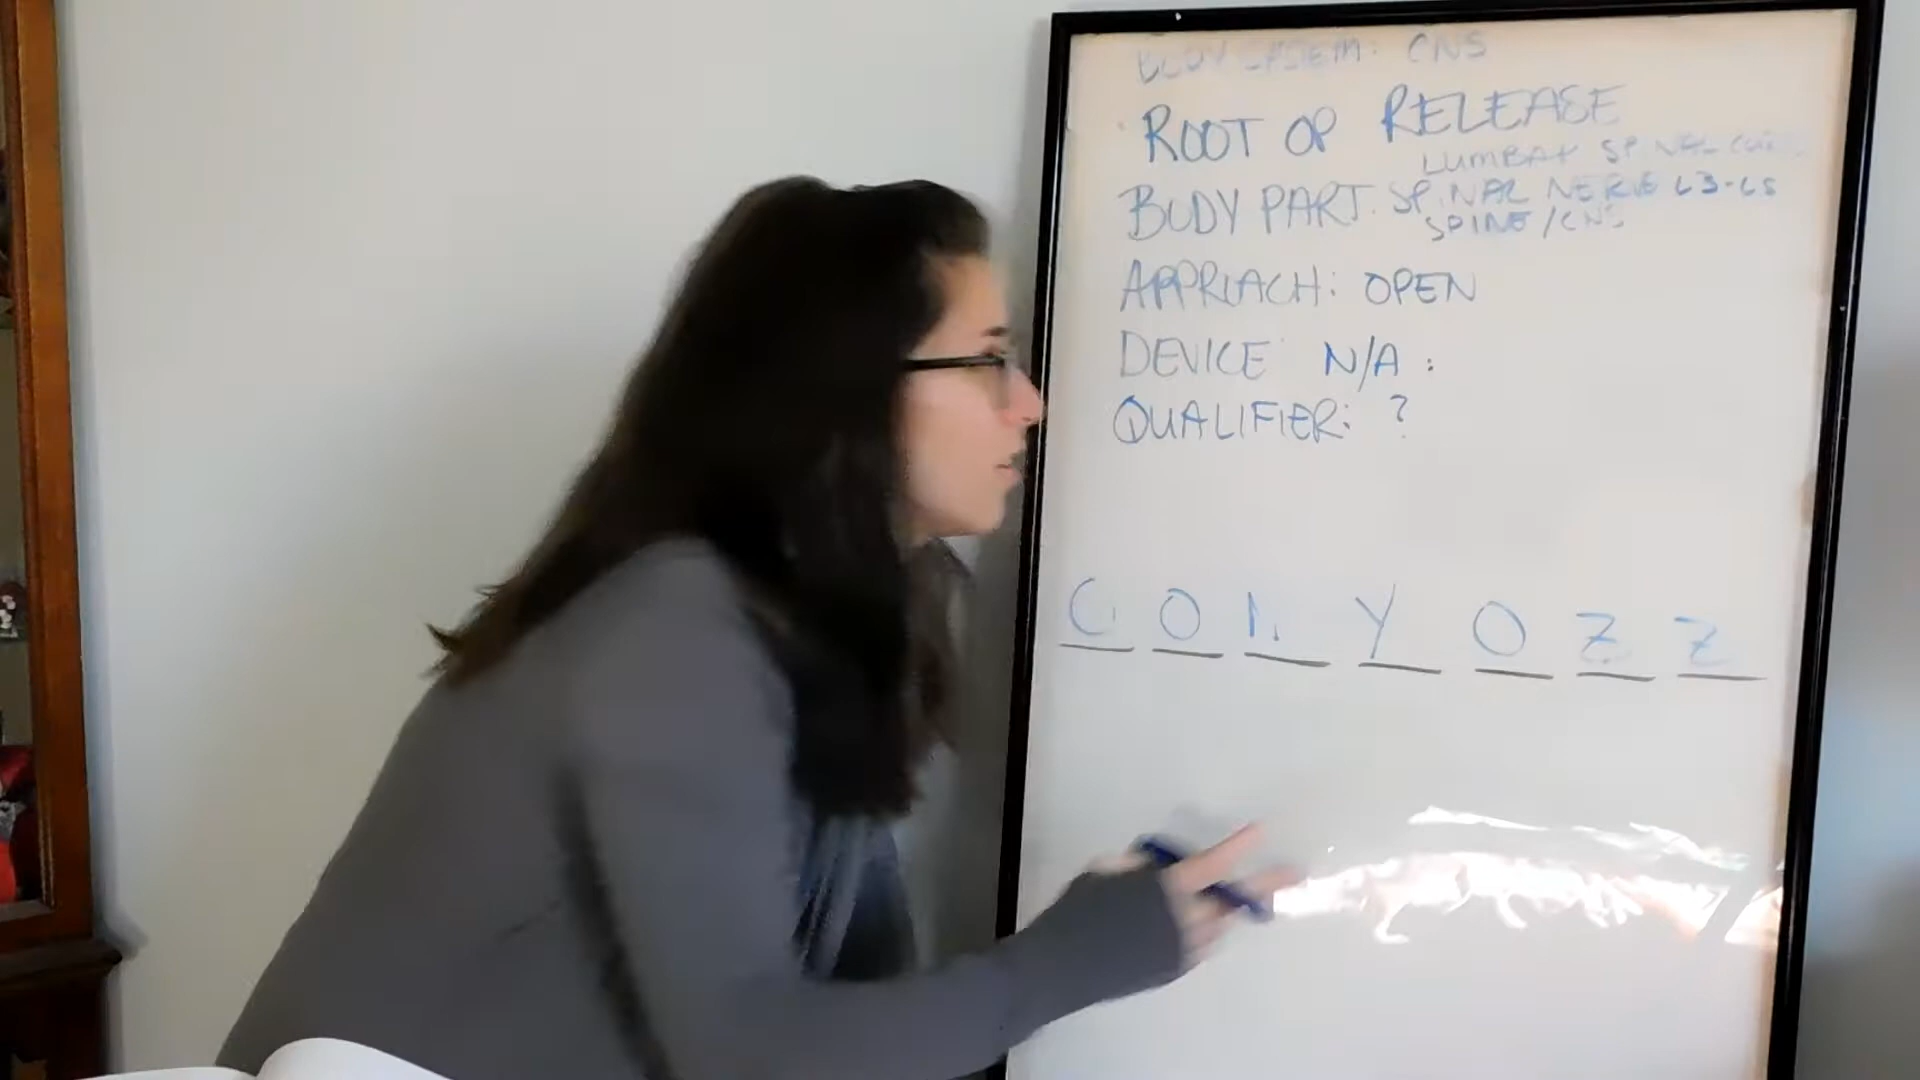 BODY SYSTEM: CNS
ROOT OP RELEASE
LUMBAR SPINAL CORD
BODY PART: SPINAL NERVE L3-L5
SPINE/CNS
APPROACH: OPEN
DEVICE N/A:
QUALIFIER: ?
0 Y 0 Z Z